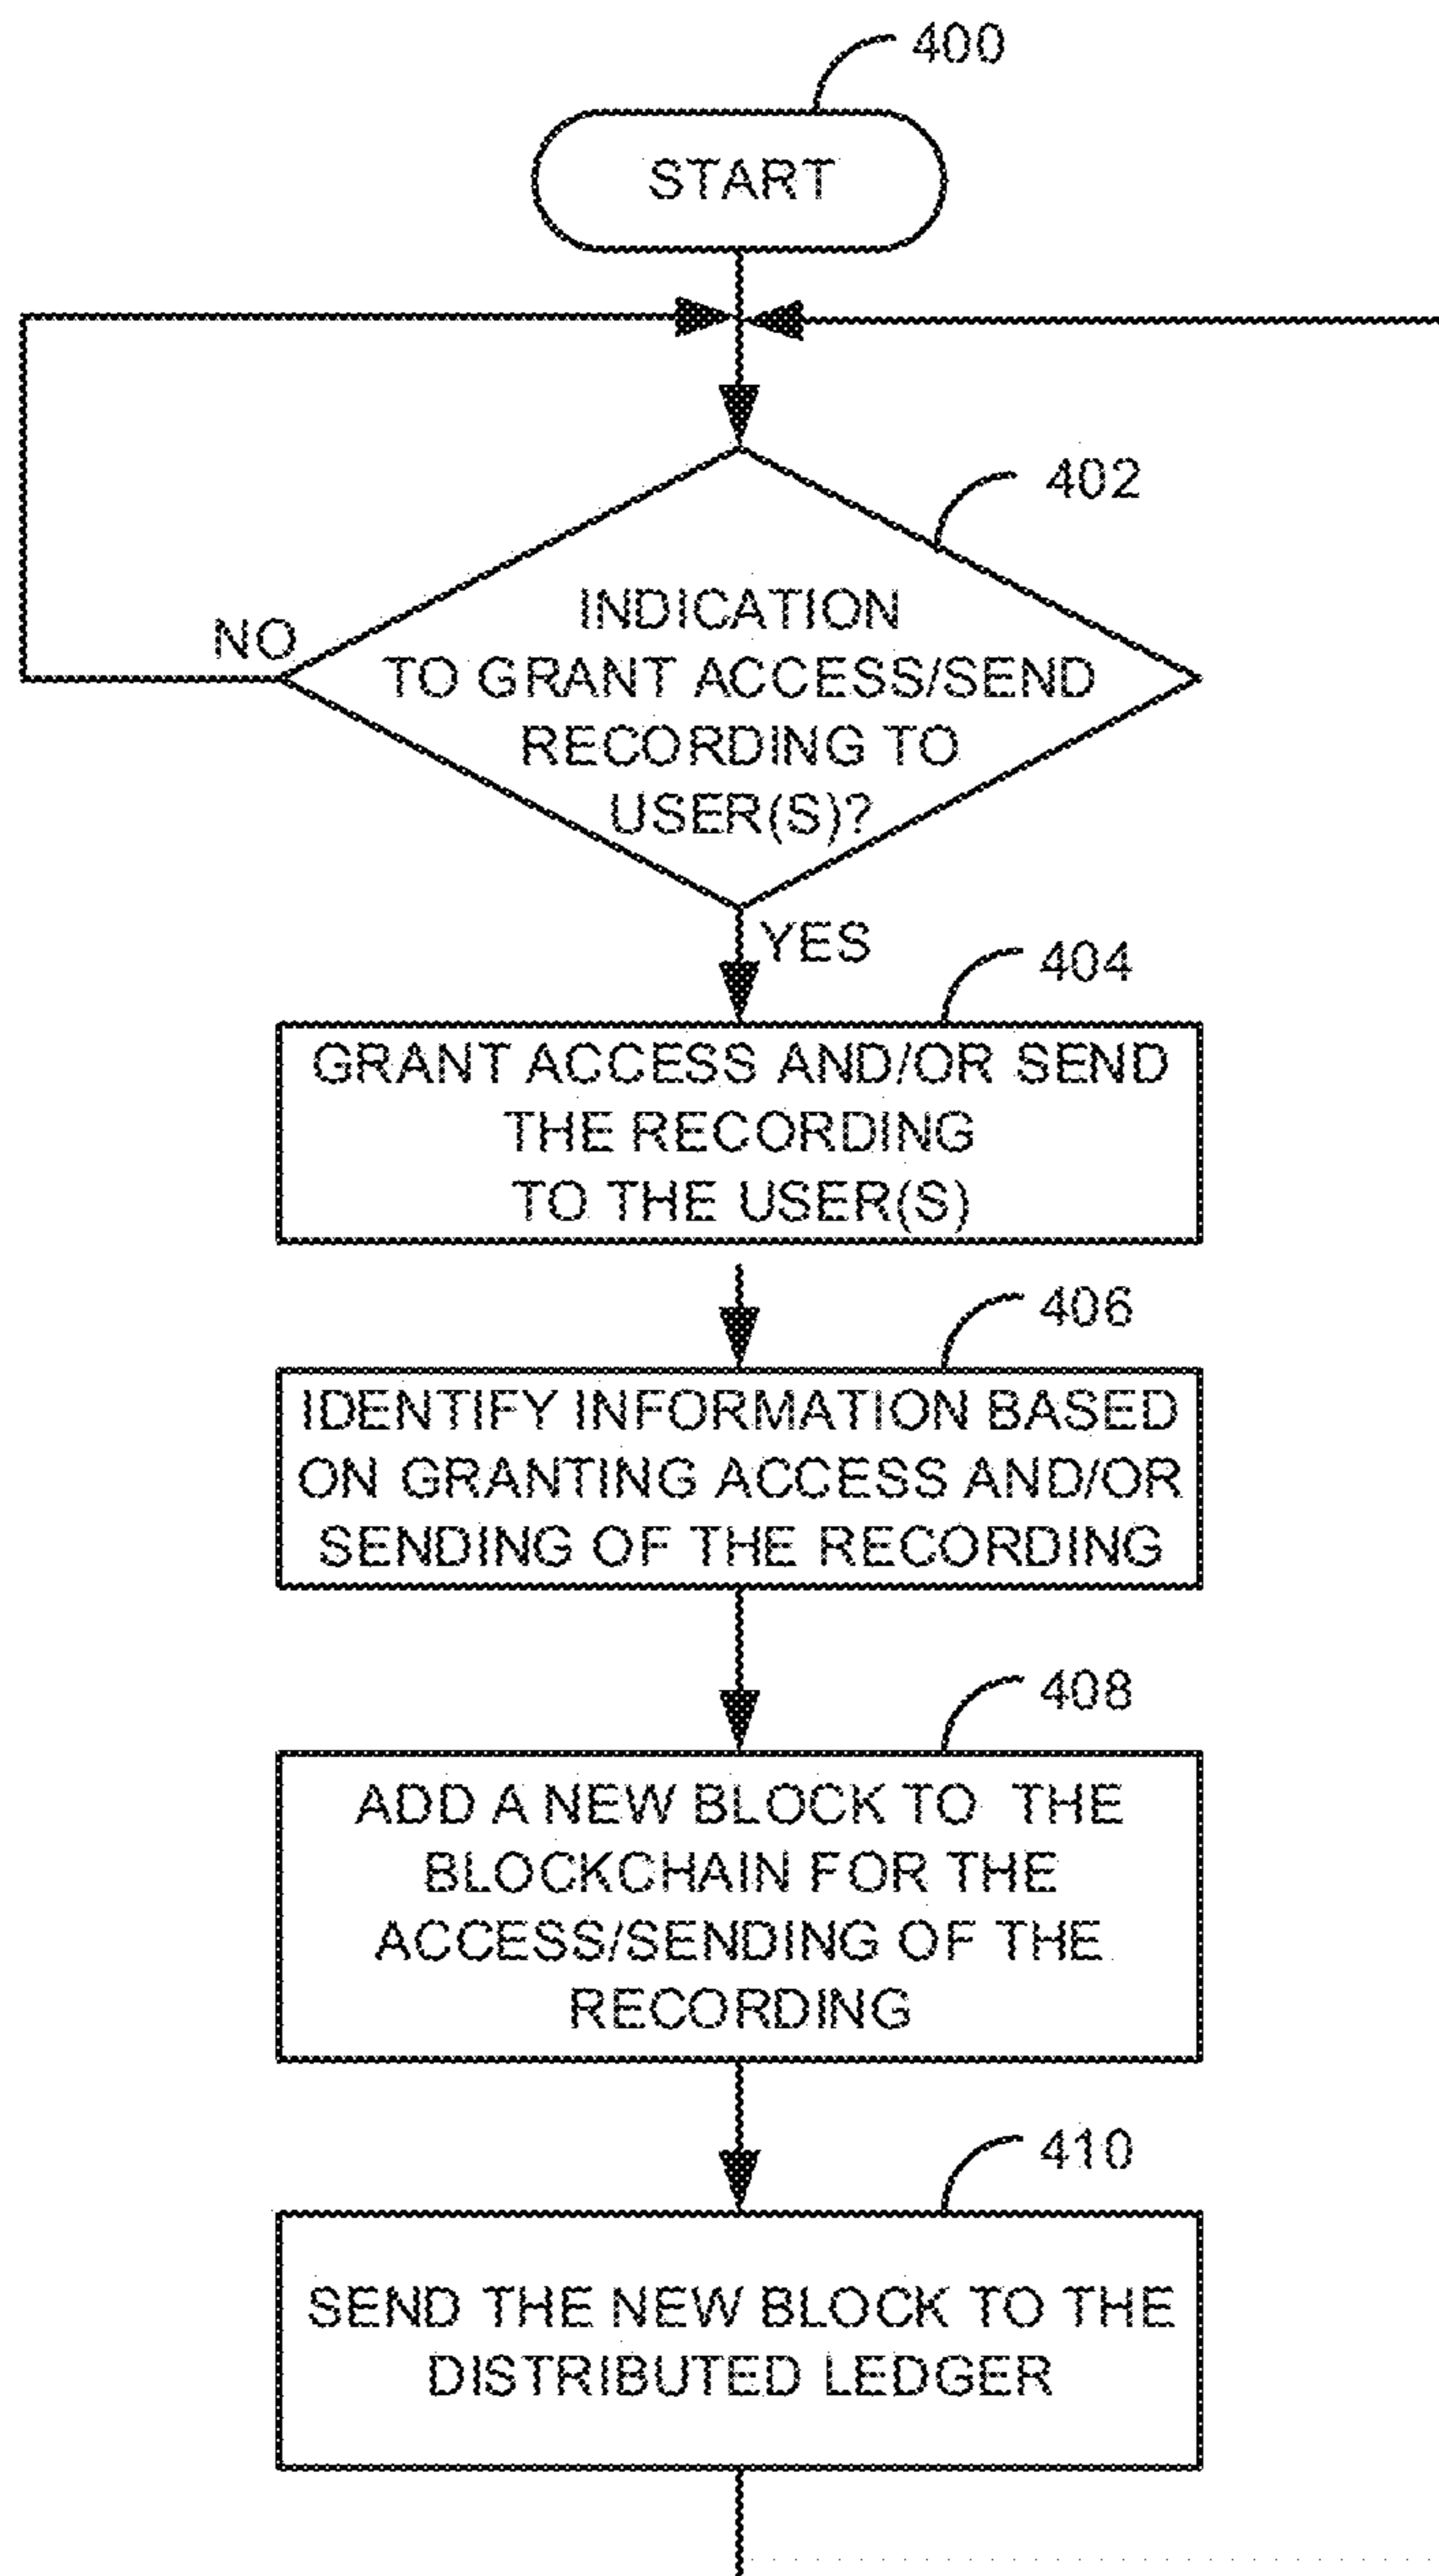 400
START
402
INDICATION
TO GRANT ACCESS/SEND
RECORDING TO
USER(S)?
NO
YES
404
GRANT ACCESS AND/OR SEND
THE RECORDING
TO THE USER(S)
406
IDENTIFY INFORMATION BASED
ON GRANTING ACCESS AND/OR
SENDING OF THE RECORDING
408
ADD A NEW BLOCK TO THE
BLOCKCHAIN FOR THE
ACCESS/SENDING OF THE
RECORDING
410
SEND THE NEW BLOCK TO THE
DISTRIBUTED LEDGER